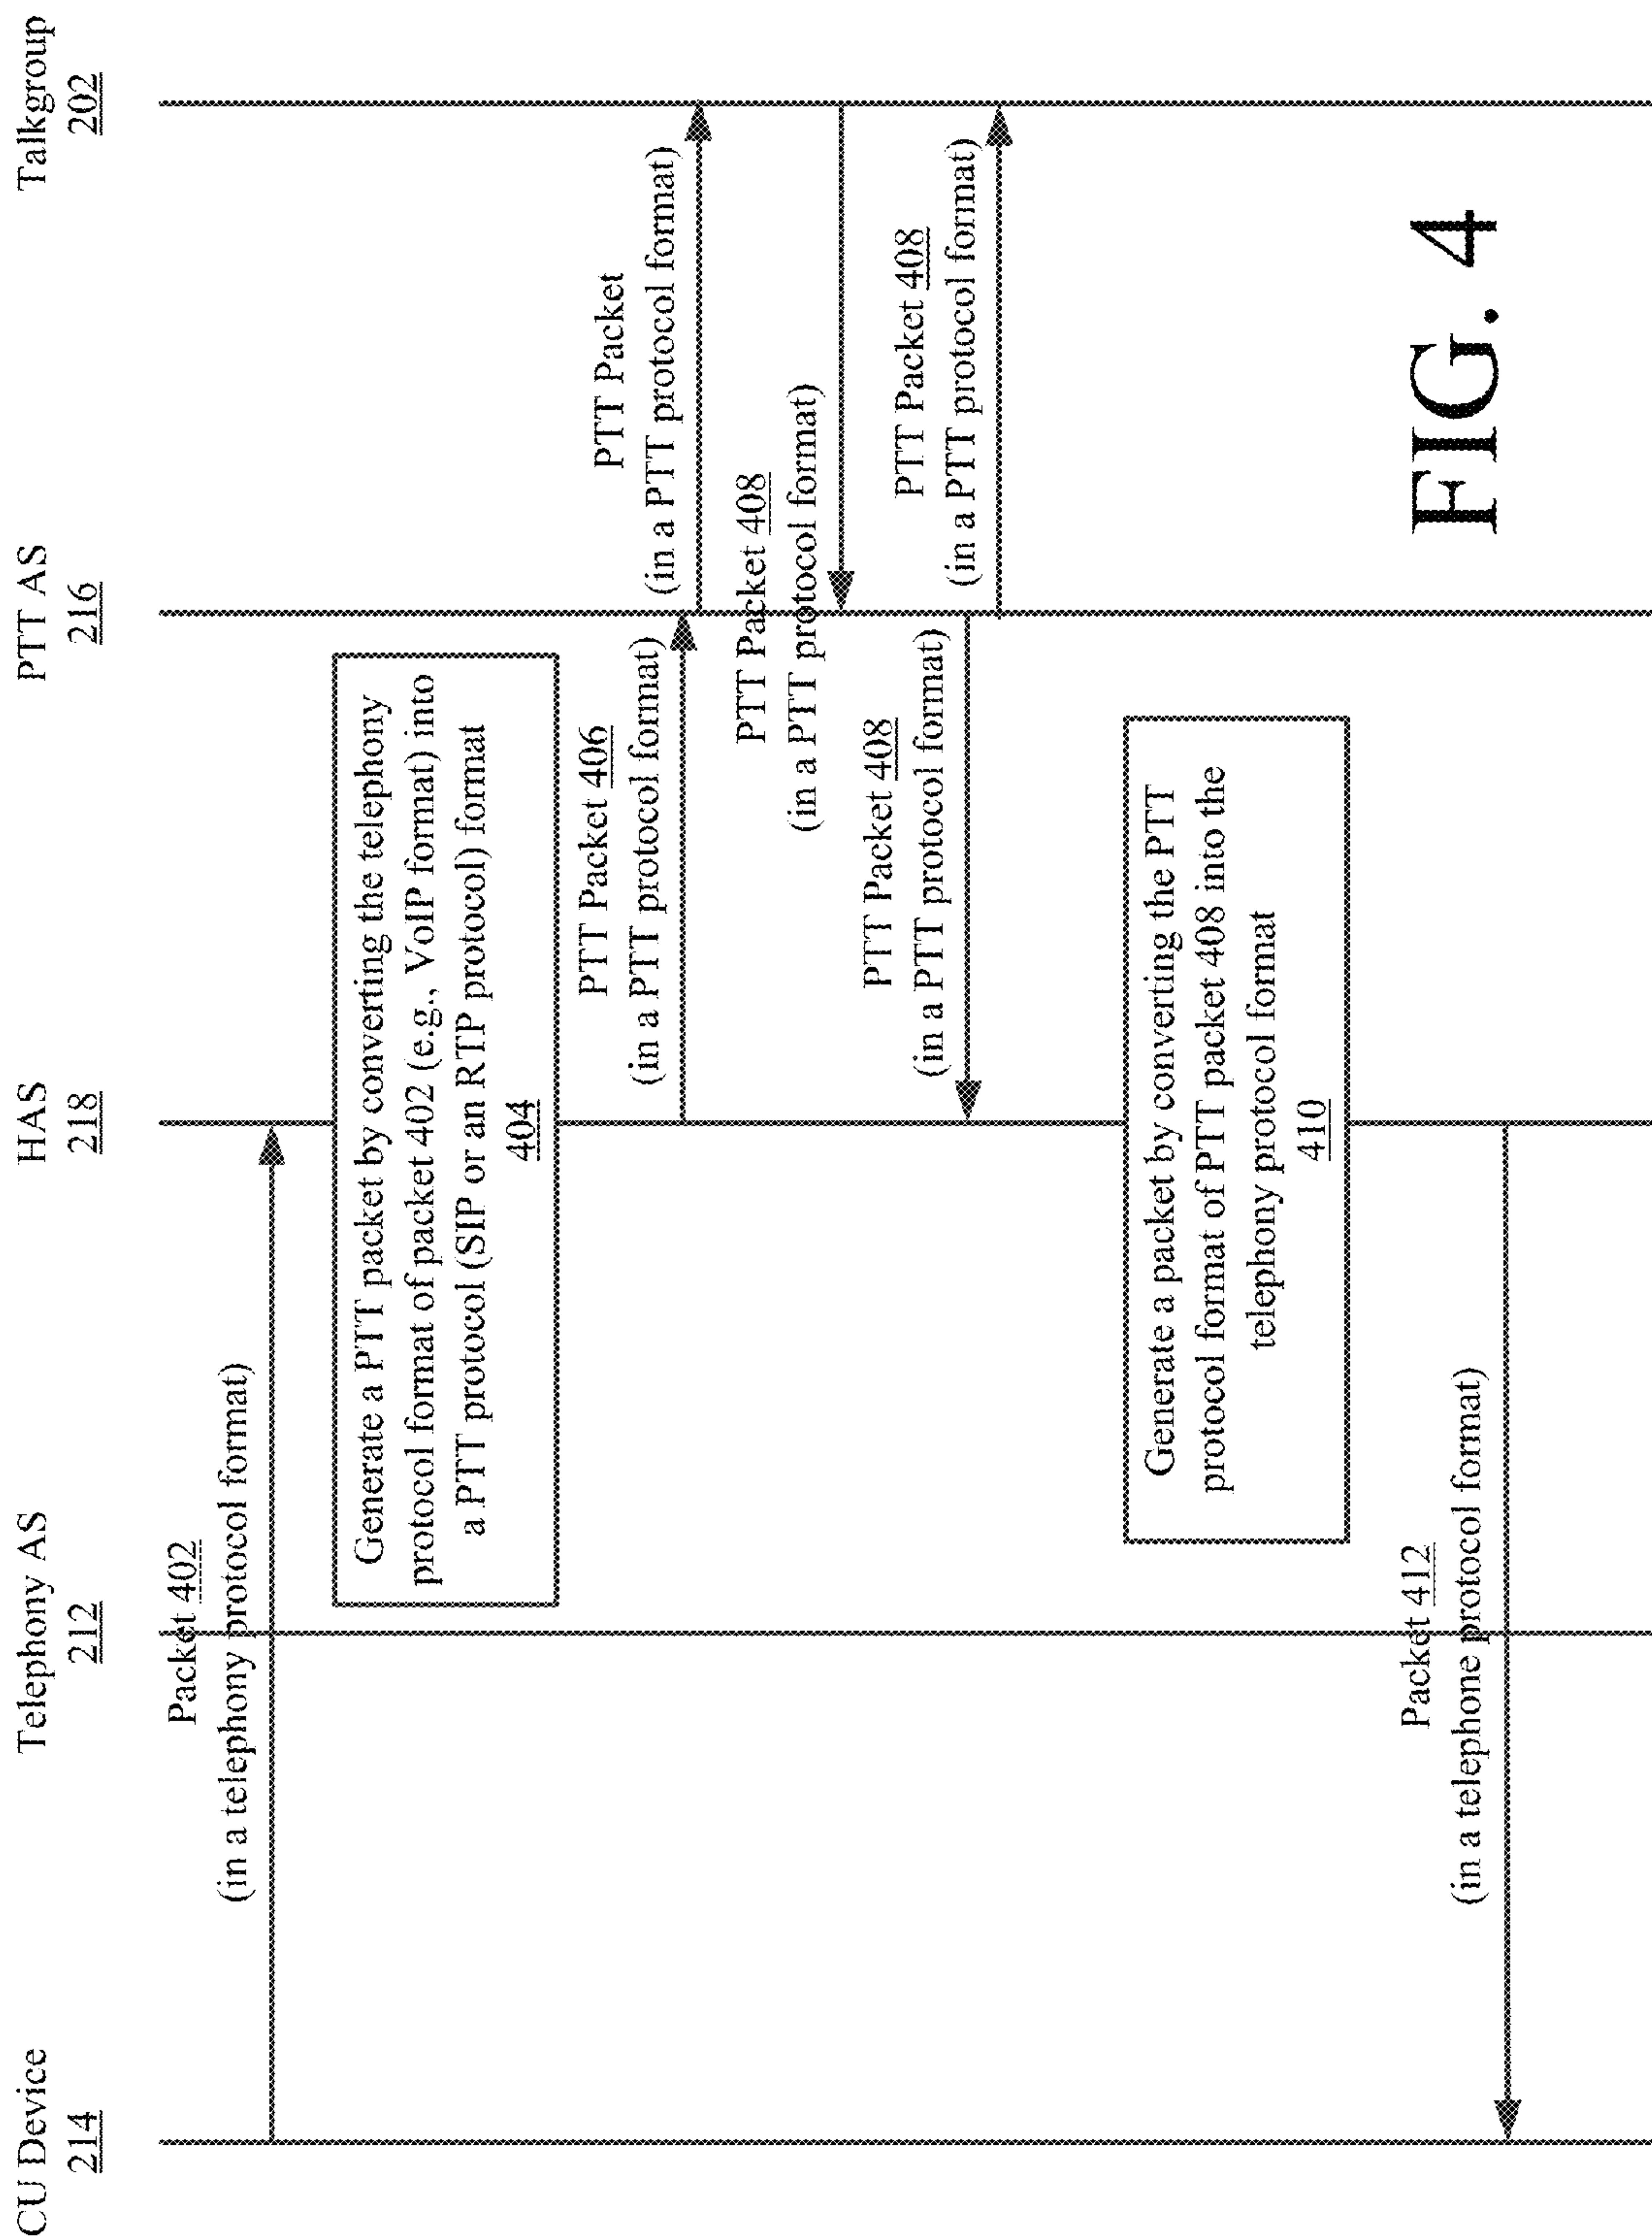 CU Device
214
Telephony AS
212
HAS
218
PTT AS
216
Talkgroup
202
Packet 402
(in a telephony protocol format)
Generate a PTT packet by converting the telephony
protocol format of packet 402 (e.g., VoIP format) into
a PTT protocol (SIP or an RTP protocol) format
404
PTT Packet 406
(in a PTT protocol format)
PTT Packet
(in a PTT protocol format)
PTT Packet 408
(in a PTT protocol format)
PTT Packet 408
(in a PTT protocol format)
PTT Packet 408
(in a PTT protocol format)
Generate a packet by converting the PTT
protocol format of PTT packet 408 into the
telephony protocol format
410
Packet 412
(in a telephone protocol format)
FIG. 4